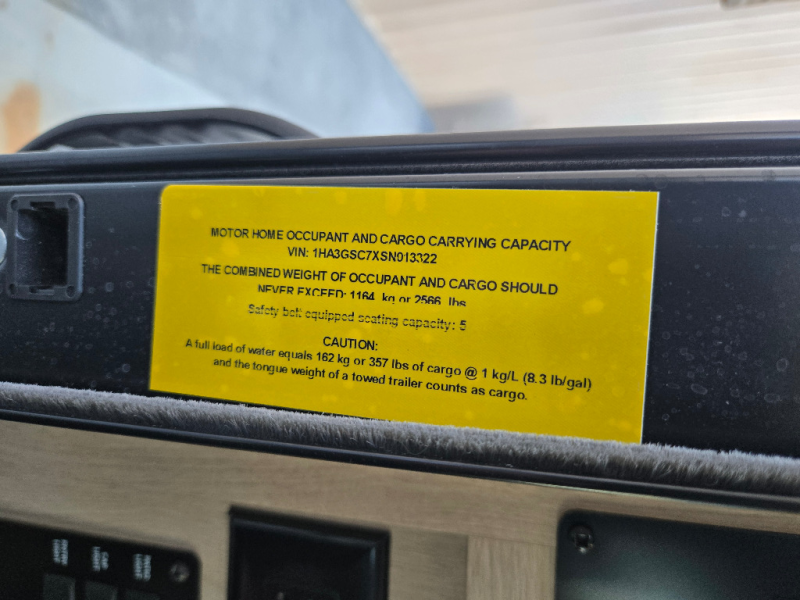 MOTOR HOME OCCUPANT AND CARGO CARRYING CAPACITY
VIN: 1HA3GSC7XSN013322
THE COMBINED WEIGHT OF OCCUPANT AND CARGO SHOULD
NEVER EXCEED: 1164 kg or 2566 lbs
Safety belt equipped seating capacity: 5
CAUTION:
A full load of water equals 162 kg or 357 lbs of cargo @ 1 kg/L (8.3 lb/gal)
and the tongue weight of a towed trailer counts as cargo.